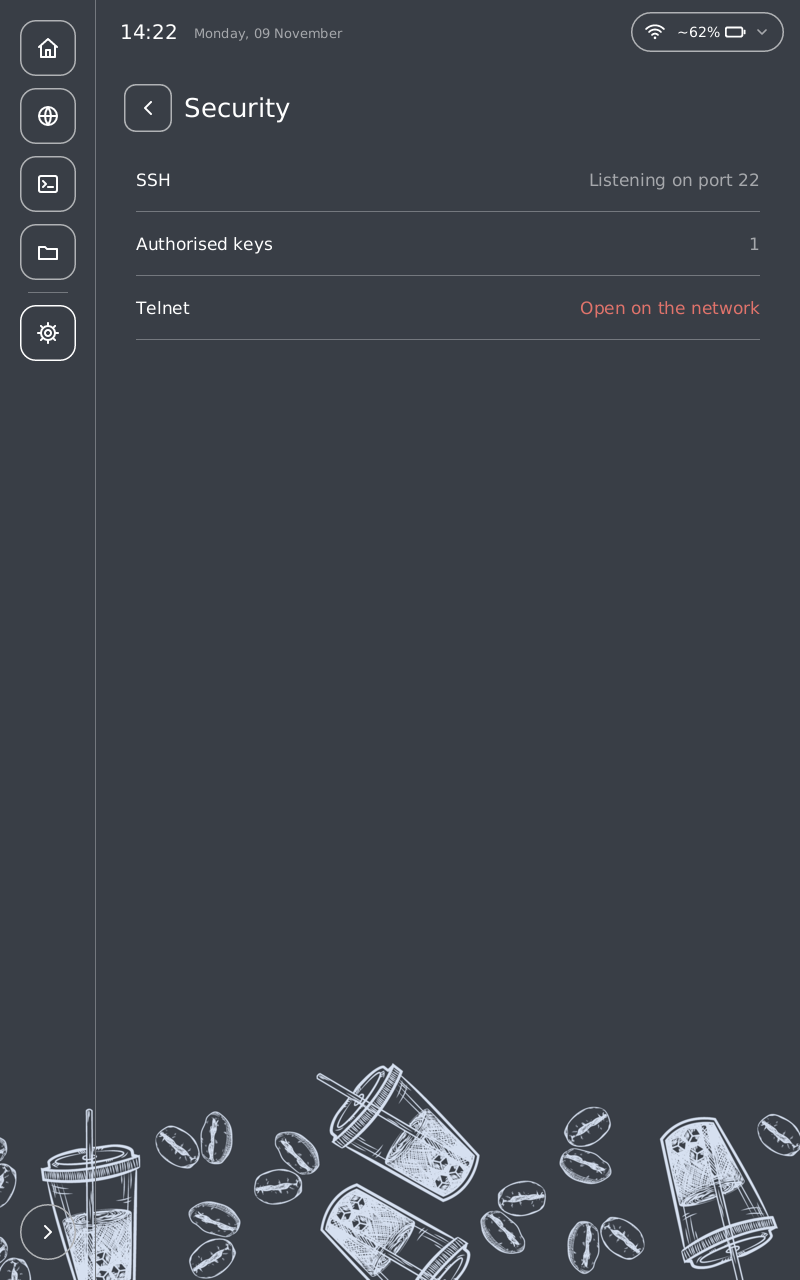 14:22 Monday, 09 November ~62%
Security
SSH Listening on port 22
Authorised keys 1
Telnet Open on the network